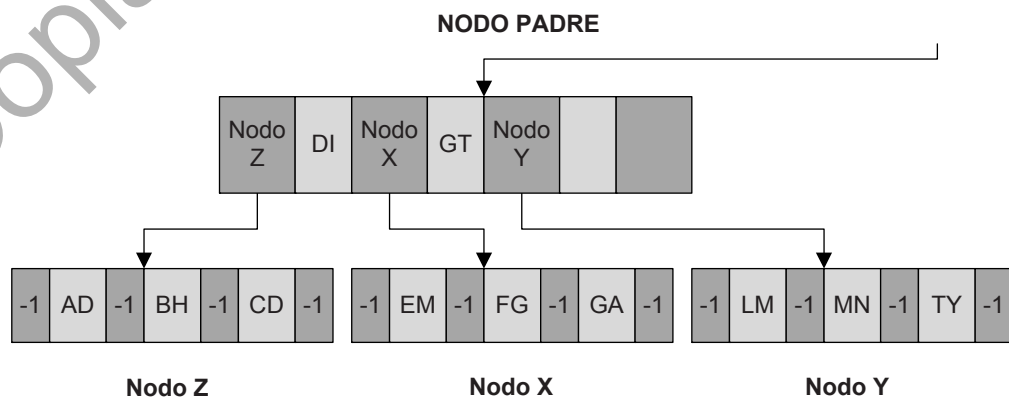 NODO PADRE
Nodo Z DI Nodo X GT Nodo Y
-1 AD -1 BH -1 CD -1 -1 EM -1 FG -1 GA -1 -1 LM -1 MN -1 TY -1
Nodo Z Nodo X Nodo Y